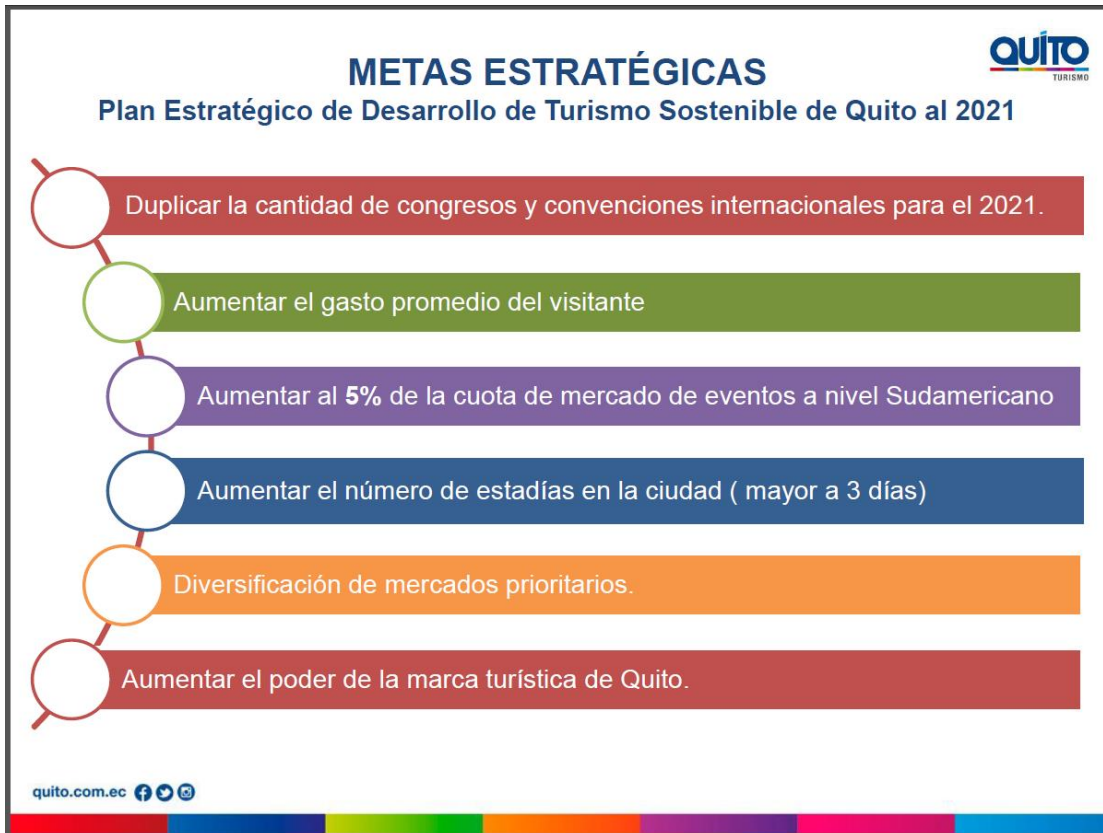 QUITO
TURISMO
METAS ESTRATÉGICAS
Plan Estratégico de Desarrollo de Turismo Sostenible de Quito al 2021
Duplicar la cantidad de congresos y convenciones internacionales para el 2021.
Aumentar el gasto promedio del visitante
Aumentar al 5% de la cuota de mercado de eventos a nivel Sudamericano
Aumentar el número de estadías en la ciudad ( mayor a 3 días)
Diversificación de mercados prioritarios.
Aumentar el poder de la marca turística de Quito.
quito.com.ec